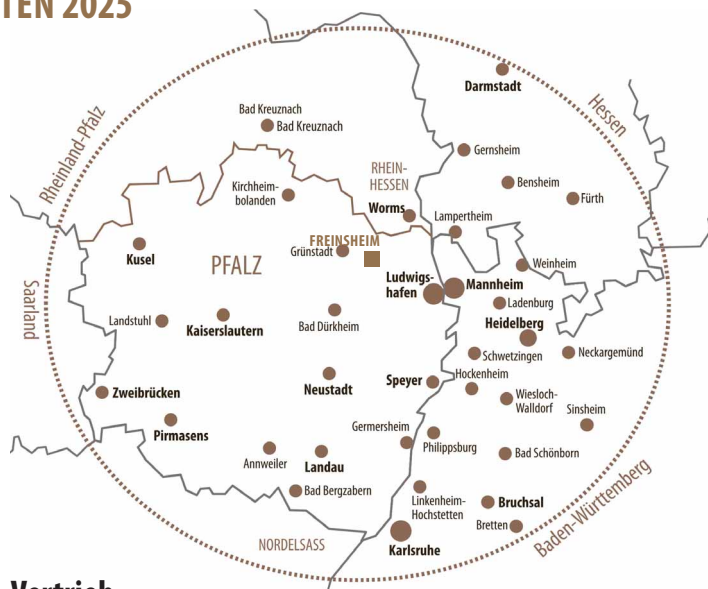 TEN 2025
Darmstadt
Hessen
Bad Kreuznach
Bad Kreuznach
Rheinland-Pfalz
Gernsheim
RHEIN-
HESSEN
Bensheim
Kirchheim-
bolanden
Fürth
Worms
Lampertheim
FREINSHEIM
Grünstadt
Kusel
PFALZ
Weinheim
Ludwigs-
hafen
Mannheim
Ladenburg
Saarland
Landstuhl
Kaiserslautern
Bad Dürkheim
Heidelberg
Schwetzingen
Neckargemünd
Hockenheim
Neustadt
Speyer
Zweibrücken
Wiesloch-
Walldorf
Sinsheim
Pirmasens
Germersheim
Philippsburg
Annweiler
Landau
Bad Schönborn
Bad Bergzabern
Linkenheim-
Hochstetten
Bruchsal
Bretten
Baden-Württemberg
NORDELSASS
Karlsruhe
Vertrieb